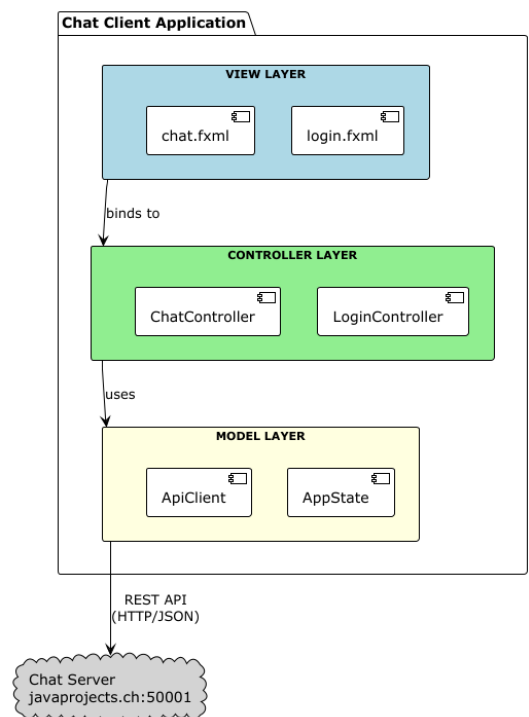 Chat Client Application
VIEW LAYER
chat.fxml
login.fxml
binds to
CONTROLLER LAYER
ChatController
LoginController
uses
MODEL LAYER
ApiClient
AppState
REST API
(HTTP/JSON)
Chat Server
javaprojects.ch:50001